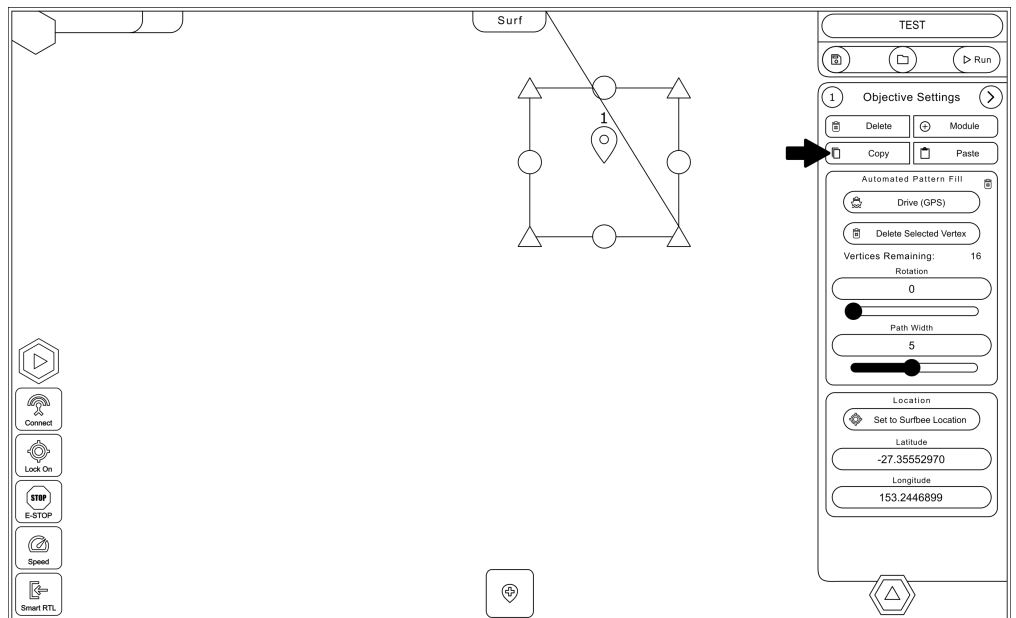 Surf
TEST
Run
1 Objective Settings
Delete Module
Copy Paste
1
Automated Pattern Fill
Drive (GPS)
Delete Selected Vertex
Vertices Remaining: 16
Rotation
0
Path Width
5
Location
Set to Surfbee Location
Latitude
-27.35552970
Longitude
153.2446899
Connect
Lock On
STOP
E-STOP
Speed
Smart RTL